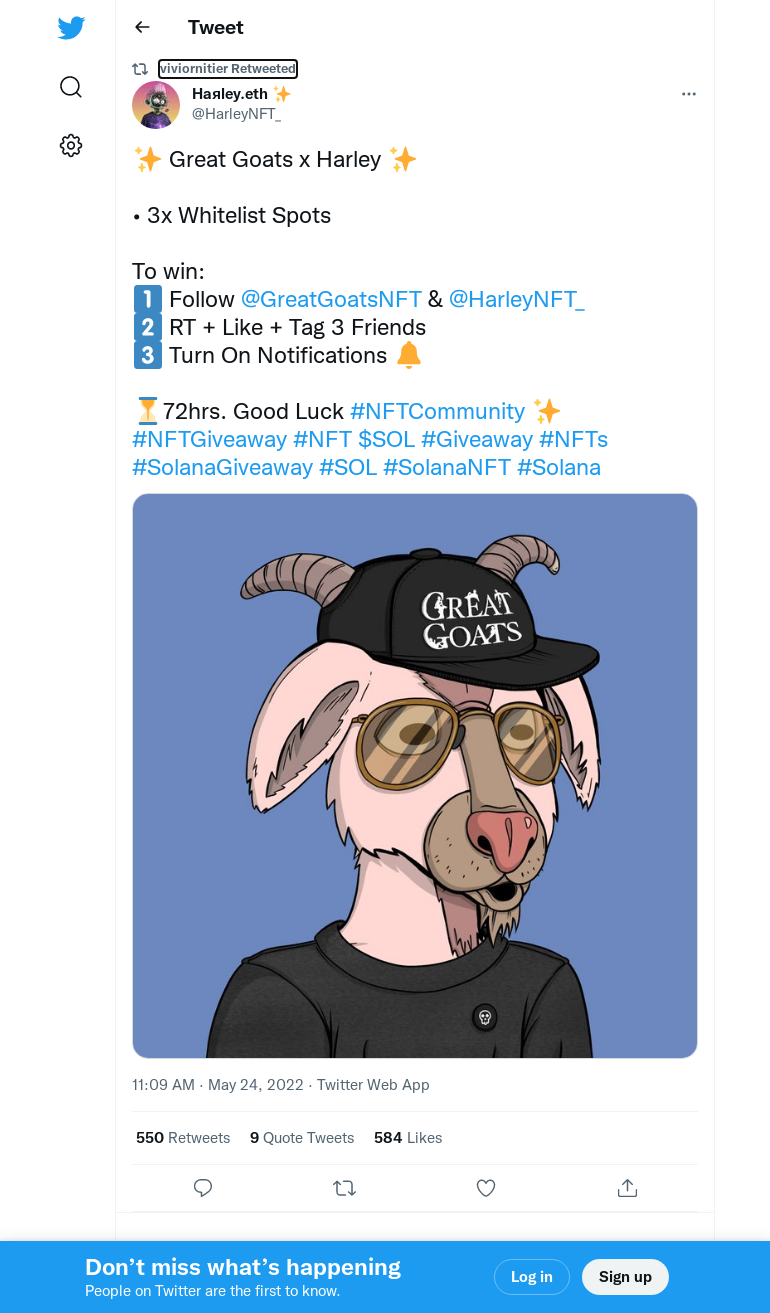 Tweet
viviornitier Retweeted
Haяley.eth ✨
@HarleyNFT_
✨ Great Goats x Harley ✨
• 3x Whitelist Spots
To win:
1️⃣ Follow @GreatGoatsNFT & @HarleyNFT_
2️⃣ RT + Like + Tag 3 Friends
3️⃣ Turn On Notifications 🔔
⏳72hrs. Good Luck #NFTCommunity ✨
#NFTGiveaway #NFT $SOL #Giveaway #NFTs
#SolanaGiveaway #SOL #SolanaNFT #Solana
GREAT
GOATS
11:09 AM · May 24, 2022 · Twitter Web App
550 Retweets 9 Quote Tweets 584 Likes
Don’t miss what’s happening
People on Twitter are the first to know.
Log in
Sign up